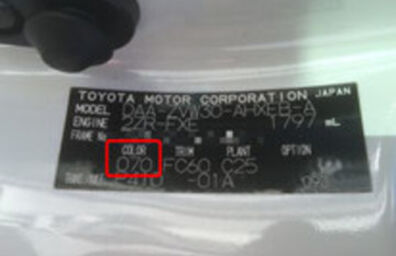 TOYOTA MOTOR CORPORATION JAPAN
MODEL DAA-ZVW30-AHXEB-A
ENGINE 2ZR-FXE 1797 mL
FRAME No.
COLOR TRIM PLANT OPTION
070 FC60 C25
P410 -01A